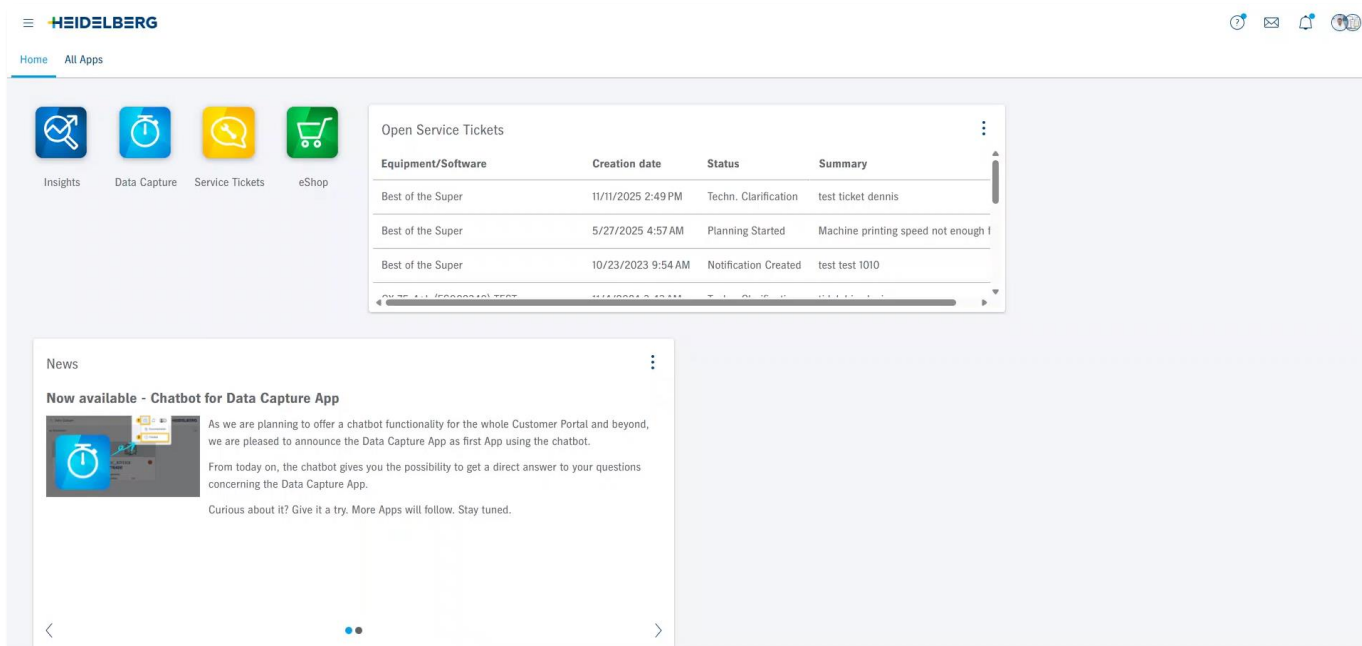 HEIDELBERG
Home All Apps
Insights Data Capture Service Tickets eShop
Open Service Tickets
Equipment/Software Creation date Status Summary
Best of the Super 11/11/2025 2:49 PM Techn. Clarification test ticket dennis
Best of the Super 5/27/2025 4:57 AM Planning Started Machine printing speed not enough
Best of the Super 10/23/2023 9:54 AM Notification Created test test 1010
News
Now available - Chatbot for Data Capture App
As we are planning to offer a chatbot functionality for the whole Customer Portal and beyond,
we are pleased to announce the Data Capture App as first App using the chatbot.
From today on, the chatbot gives you the possibility to get a direct answer to your questions
concerning the Data Capture App.
Curious about it? Give it a try. More Apps will follow. Stay tuned.